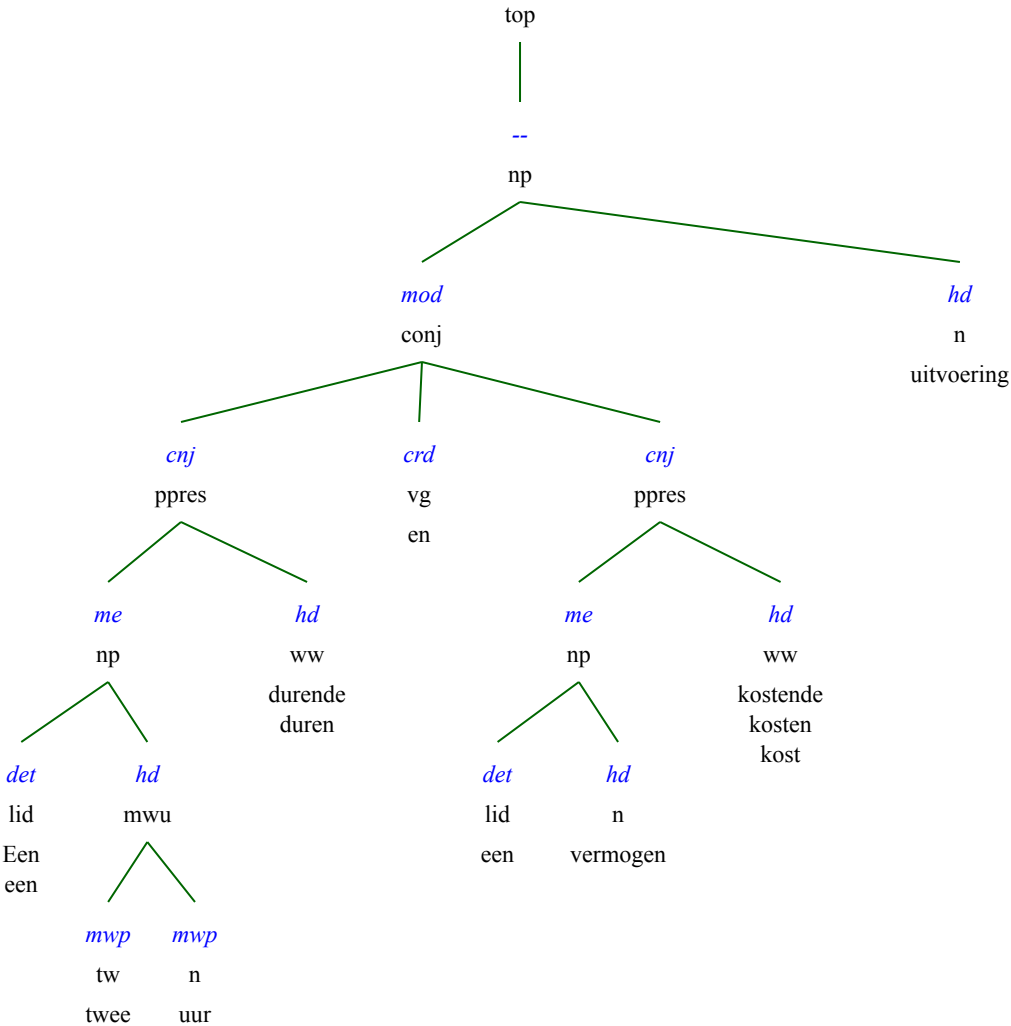 top
--
np
mod hd
conj n
uitvoering
cnj crd cnj
ppres vg ppres
en
me hd me hd
np ww np ww
durende kostende
duren kosten
kost
det hd det hd
lid mwu lid n
Een een vermogen
een
mwp mwp
tw n
twee uur